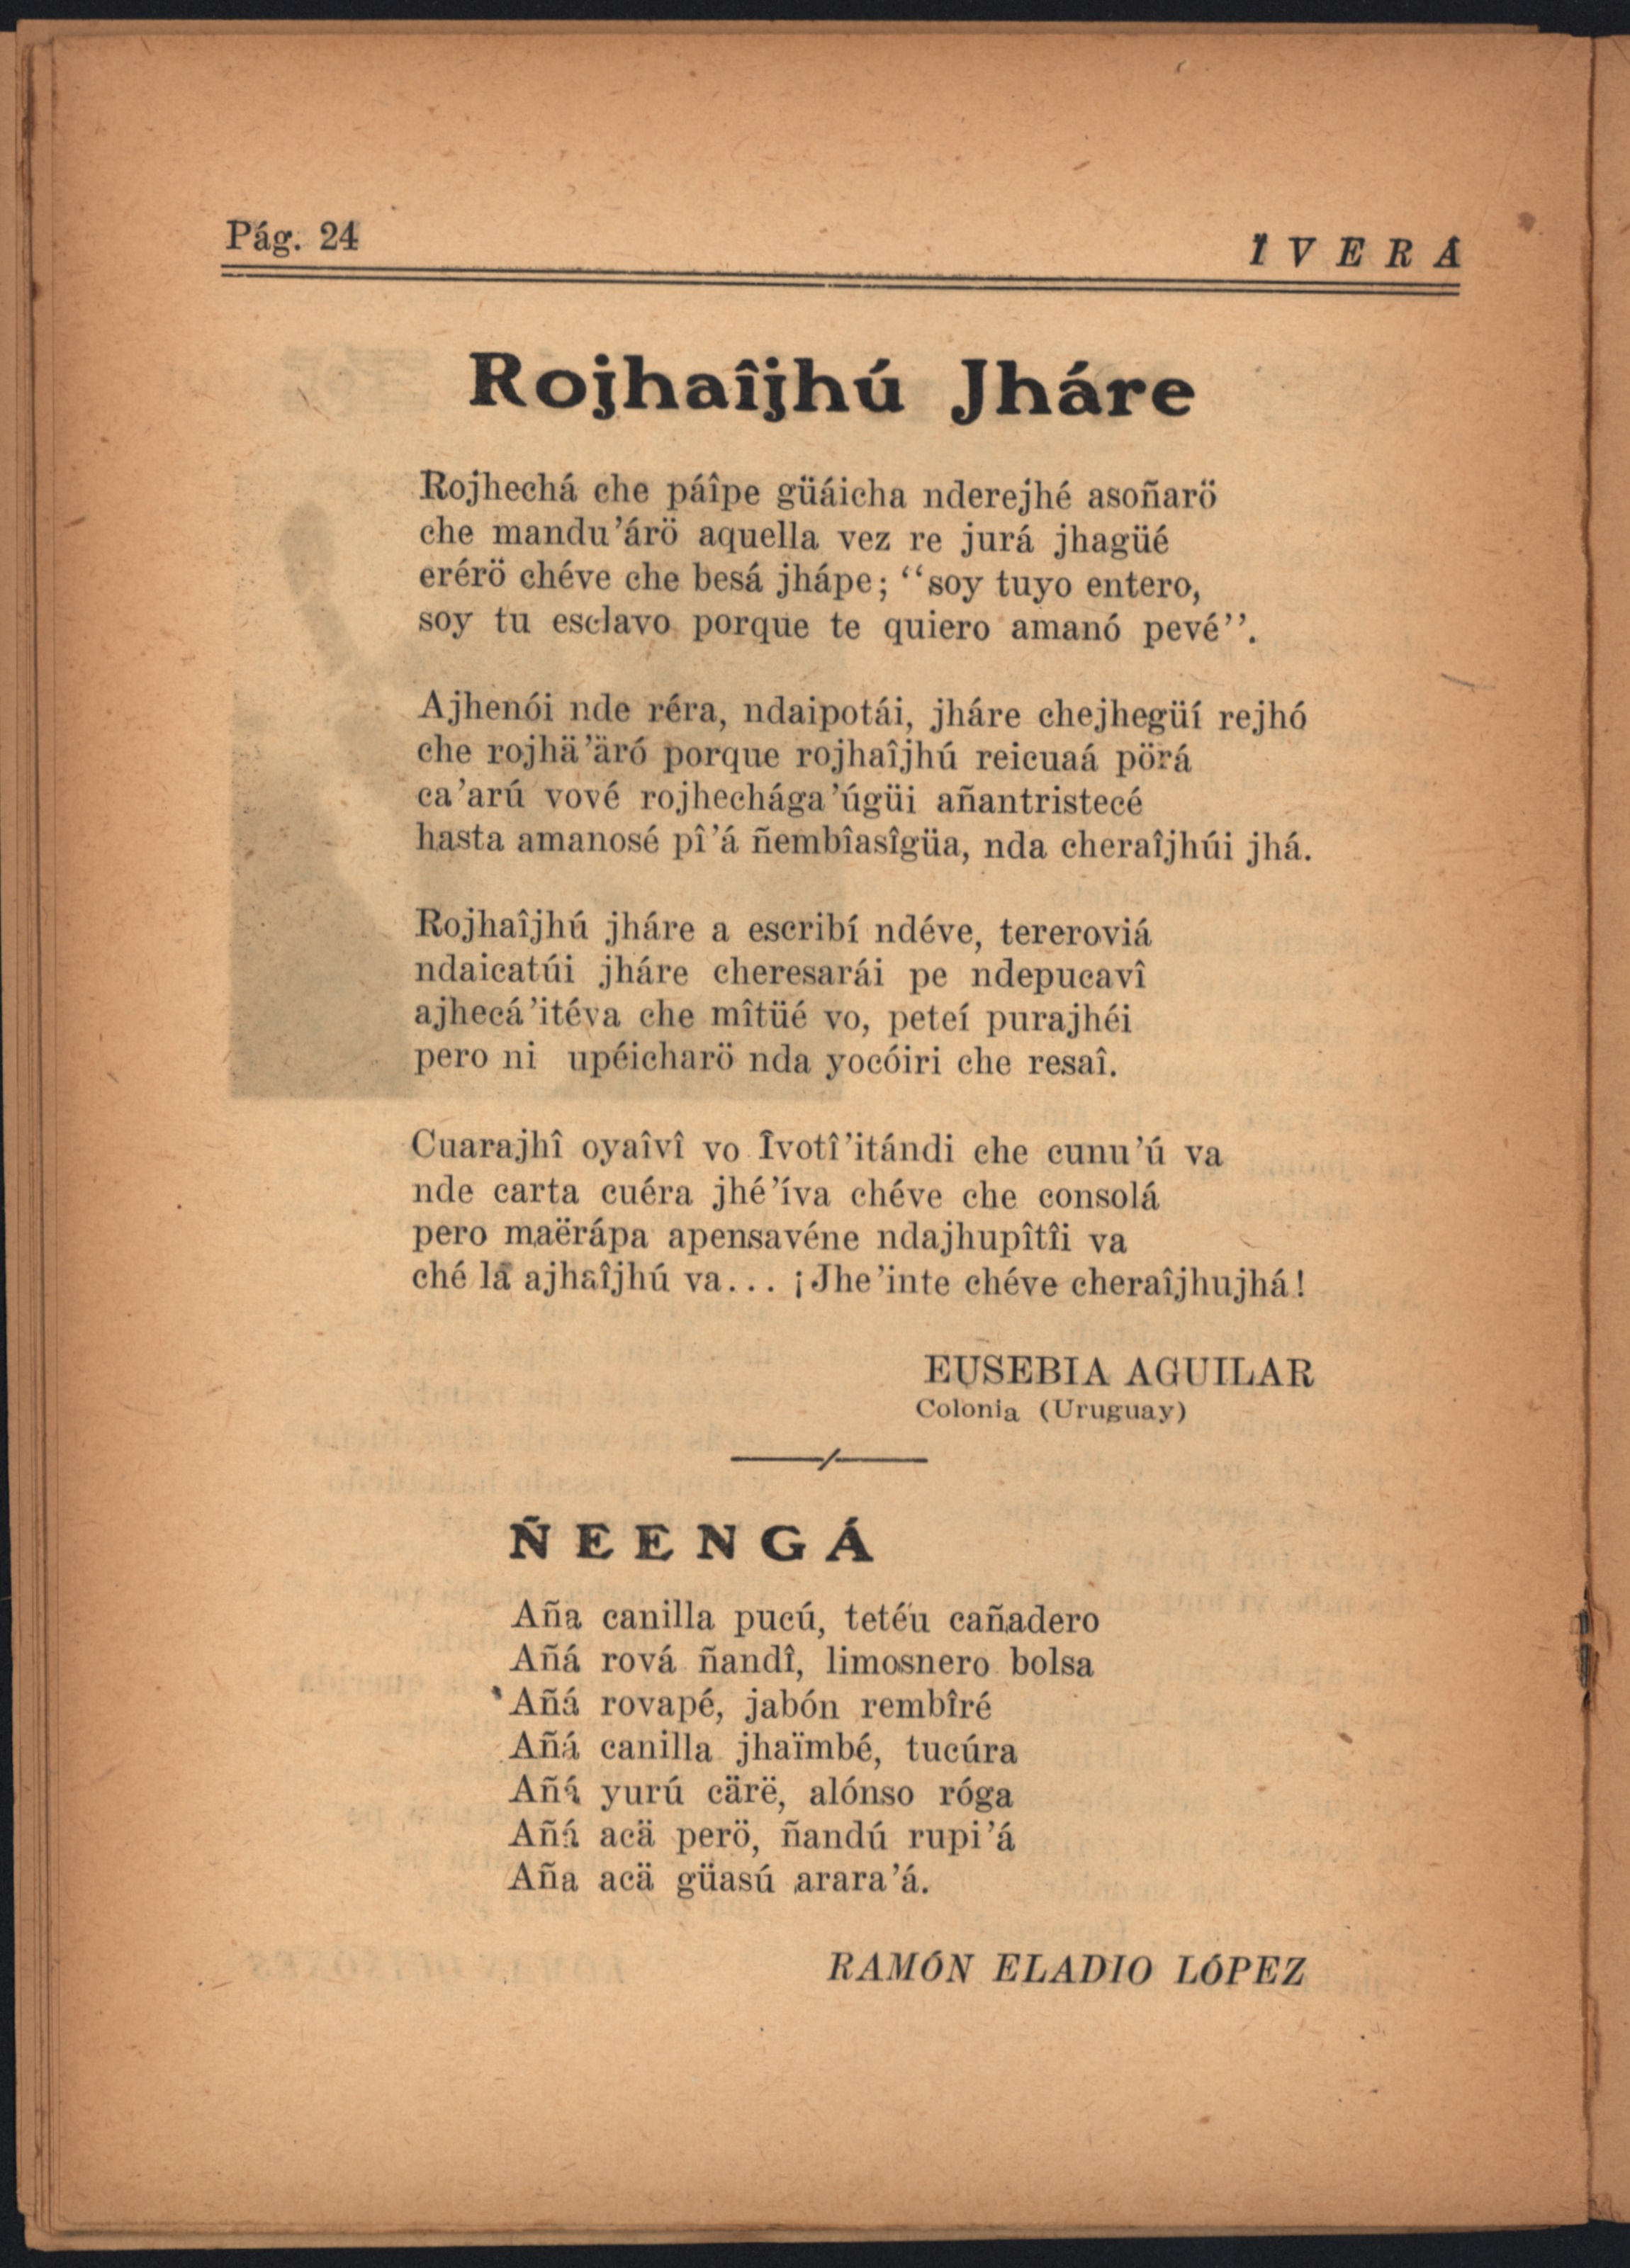 Pág. 24
ÎVERÁ
Rojhaîjhú Jháre
Rojhechá che páîpe güáicha nderejhé asoñarö
che mandu'árö aquella vez re jurá jhagüé
erérö chéve che besá jhápe; "soy tuyo entero,
soy tu esclavo porque te quiero amanó pevé".
Ajhenói nde réra, ndaipotái, jháre chejhegüí rejhó
che rojhä'äró porque rojhaîjhú reicuaá pörá
ca'arú vové rojhechága'úgüi añantristecé
hasta amanosé pî'á ñembîasîgüa, nda cheraîjhúi jhá.
Rojhaîjhú jháre a escribí ndéve, tereroviá
ndaicatúi jháre cheresarái pe ndepucavî
ajhecá'itéva che mîtüé vo, peteí purajhéi
pero ni upéicharö nda yocóiri che resaî.
Cuarajhî oyaîvî vo Îvotî'itándi che cunu'ú va
nde carta cuéra jhé'íva chéve che consolá
pero maërápa apensavéne ndajhupîtîi va
ché la ajhaîjhú va... ¡Jhe'inte chéve cheraîjhujhá!
EUSEBIA AGUILAR
Colonia (Uruguay)
ÑEENGÁ
Aña canilla pucú, tetéu cañadero
Añá rová ñandî, limosnero bolsa
Añá rovapé, jabón rembîré
Añá canilla jhaïmbé, tucúra
Añá yurú cärë, alónso róga
Añá acä perö, ñandú rupi'á
Aña acä güasú arara'á.
RAMÓN ELADIO LÓPEZ